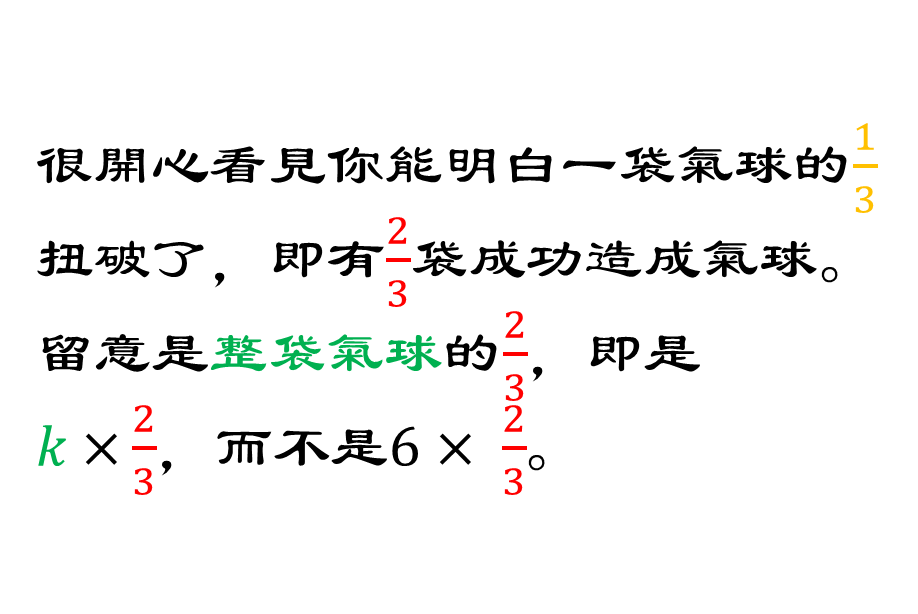 很開心看見你能明白一袋氣球的1/3
扭破了，即有2/3袋成功造成氣球。
留意是整袋氣球的2/3，即是
k × 2/3，而不是6 × 2/3。